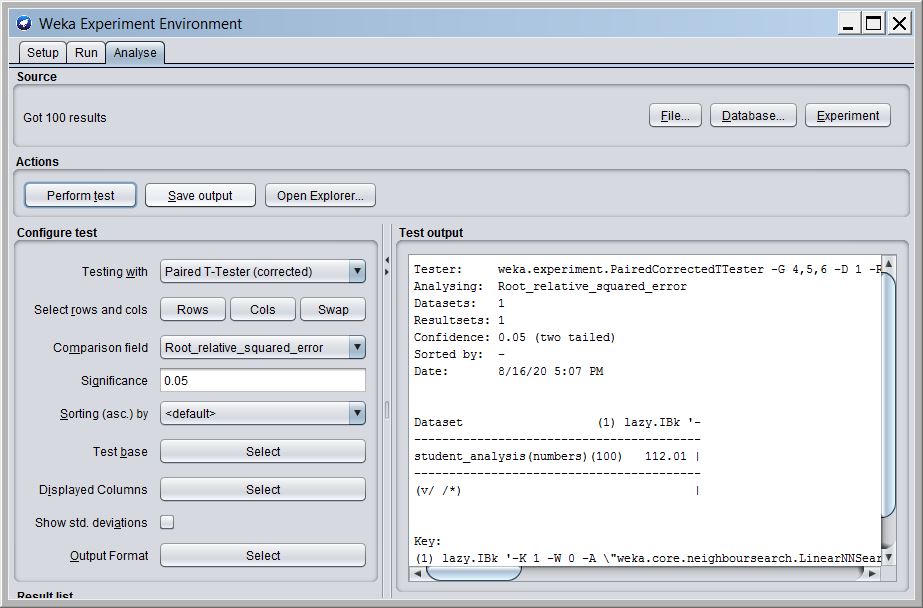 Weka Experiment Environment
Setup Run Analyse
Source
Got 100 results
File... Database... Experiment
Actions
Perform test Save output Open Explorer...
Configure test
Testing with Paired T-Tester (corrected)
Select rows and cols Rows Cols Swap
Comparison field Root_relative_squared_error
Significance 0.05
Sorting (asc.) by <default>
Test base Select
Displayed Columns Select
Show std. deviations
Output Format Select
Result list
Test output
Tester: weka.experiment.PairedCorrectedTTester -G 4,5,6 -D 1 -R
Analysing: Root_relative_squared_error
Datasets: 1
Resultsets: 1
Confidence: 0.05 (two tailed)
Sorted by: -
Date: 8/16/20 5:07 PM
Dataset (1) lazy.IBk '-
-----------------------------------------
student_analysis(numbers)(100) 112.01 |
-----------------------------------------
(v/ /*) |
Key:
(1) lazy.IBk '-K 1 -W 0 -A \"weka.core.neighboursearch.LinearNNSear